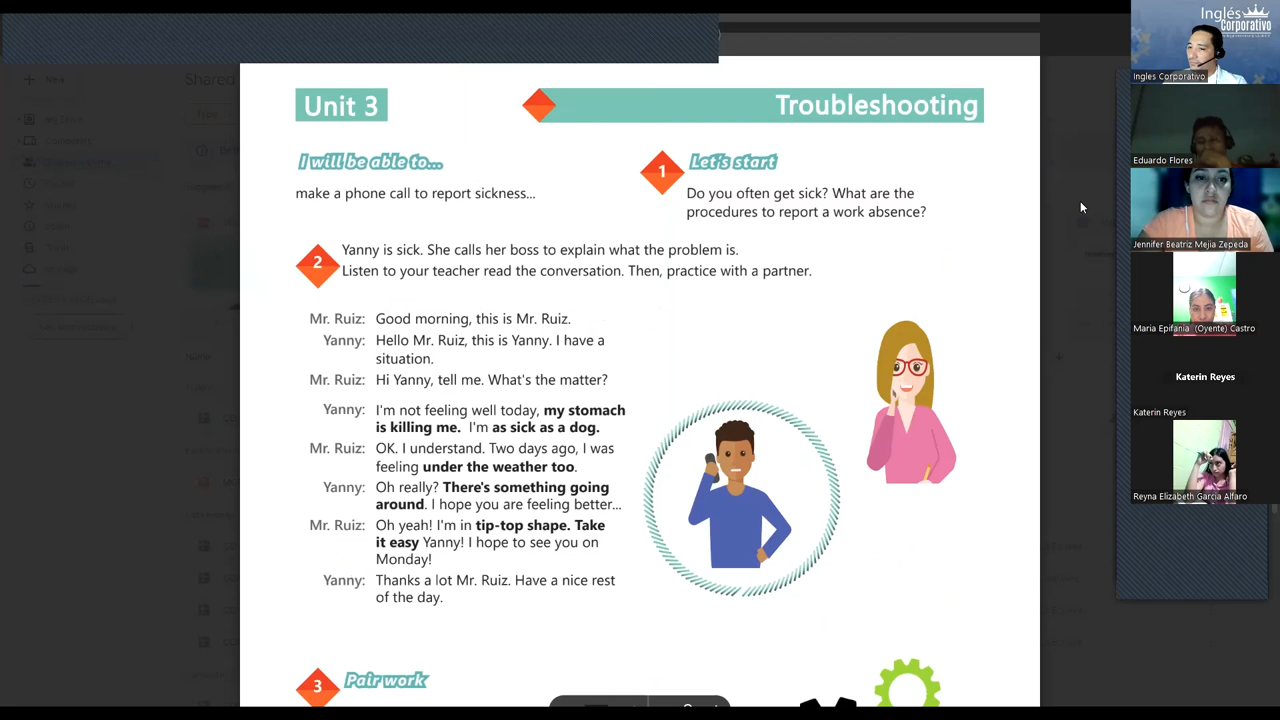 Unit 3
Troubleshooting
I will be able to...
make a phone call to report sickness...
1
Let's start
Do you often get sick? What are the
procedures to report a work absence?
2
Yanny is sick. She calls her boss to explain what the problem is.
Listen to your teacher read the conversation. Then, practice with a partner.
Mr. Ruiz: Good morning, this is Mr. Ruiz.
Yanny: Hello Mr. Ruiz, this is Yanny. I have a
situation.
Mr. Ruiz: Hi Yanny, tell me. What's the matter?
Yanny: I'm not feeling well today, my stomach
is killing me. I'm as sick as a dog.
Mr. Ruiz: OK. I understand. Two days ago, I was
feeling under the weather too.
Yanny: Oh really? There's something going
around. I hope you are feeling better...
Mr. Ruiz: Oh yeah! I'm in tip-top shape. Take
it easy Yanny! I hope to see you on
Monday!
Yanny: Thanks a lot Mr. Ruiz. Have a nice rest
of the day.
3
Pair work
New
Shared
Type
Inglés
Corporativo
Ingles Corporativo
Eduardo Flores
Jennifer Beatriz Mejia Zepeda
Maria Epifania (Oyente) Castro
Katerin Reyes
Katerin Reyes
Reyna Elizabeth Garcia Alfaro